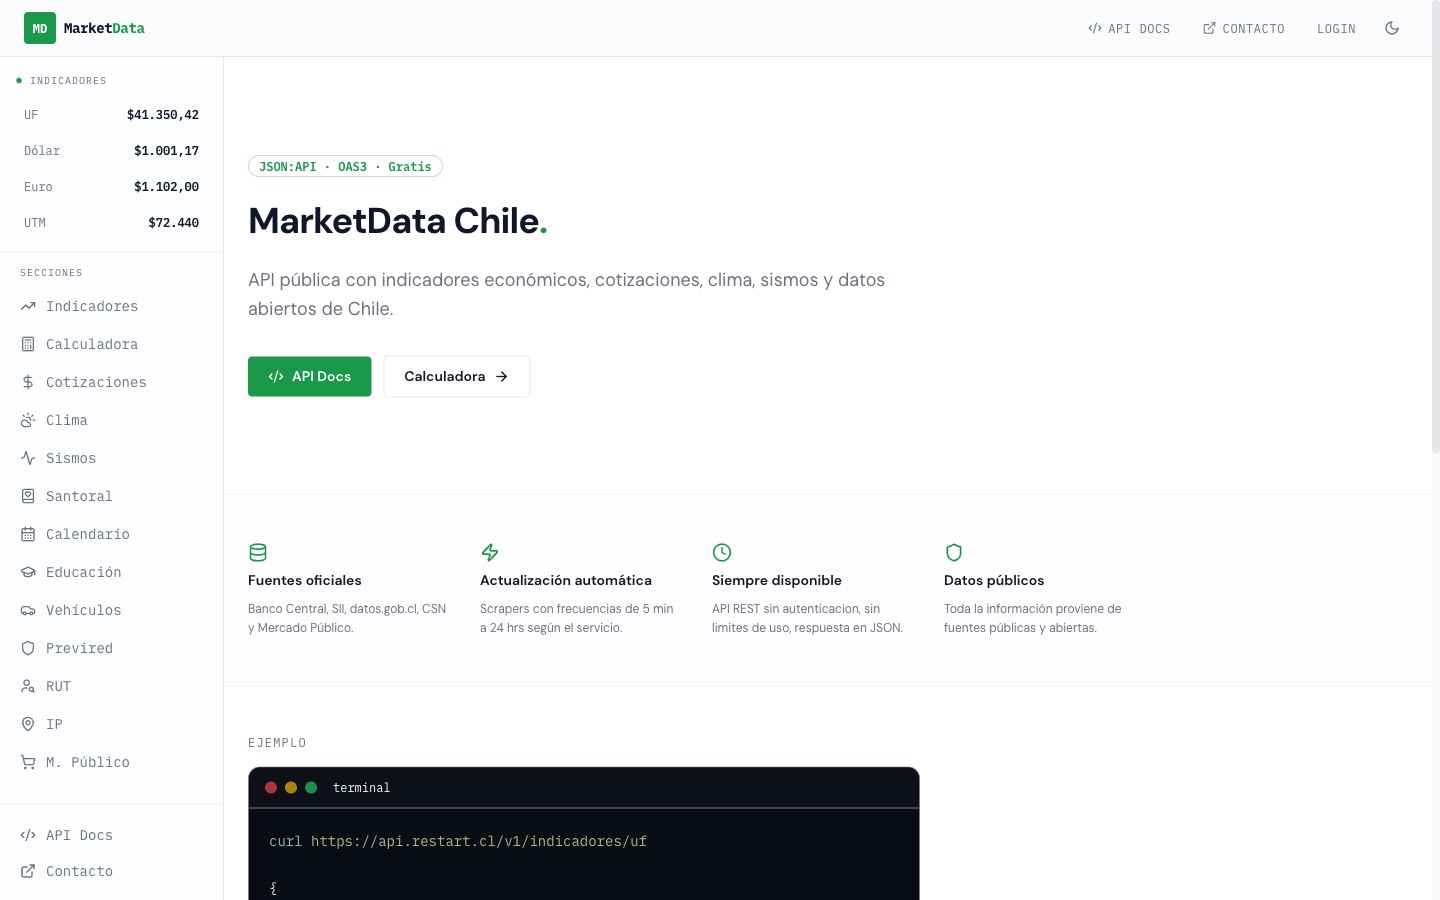 MD MarketData
API DOCS
CONTACTO
LOGIN
INDICADORES
UF $41.350,42
Dólar $1.001,17
Euro $1.102,00
UTM $72.440
SECCIONES
Indicadores
Calculadora
Cotizaciones
Clima
Sismos
Santoral
Calendario
Educación
Vehículos
Previred
RUT
IP
M. Público
API Docs
Contacto
JSON:API · OAS3 · Gratis
MarketData Chile.
API pública con indicadores económicos, cotizaciones, clima, sismos y datos
abiertos de Chile.
API Docs
Calculadora
Fuentes oficiales
Banco Central, SII, datos.gob.cl, CSN
y Mercado Público.
Actualización automática
Scrapers con frecuencias de 5 min
a 24 hrs según el servicio.
Siempre disponible
API REST sin autenticacion, sin
limites de uso, respuesta en JSON.
Datos públicos
Toda la información proviene de
fuentes públicas y abiertas.
EJEMPLO
terminal
curl https://api.restart.cl/v1/indicadores/uf
{